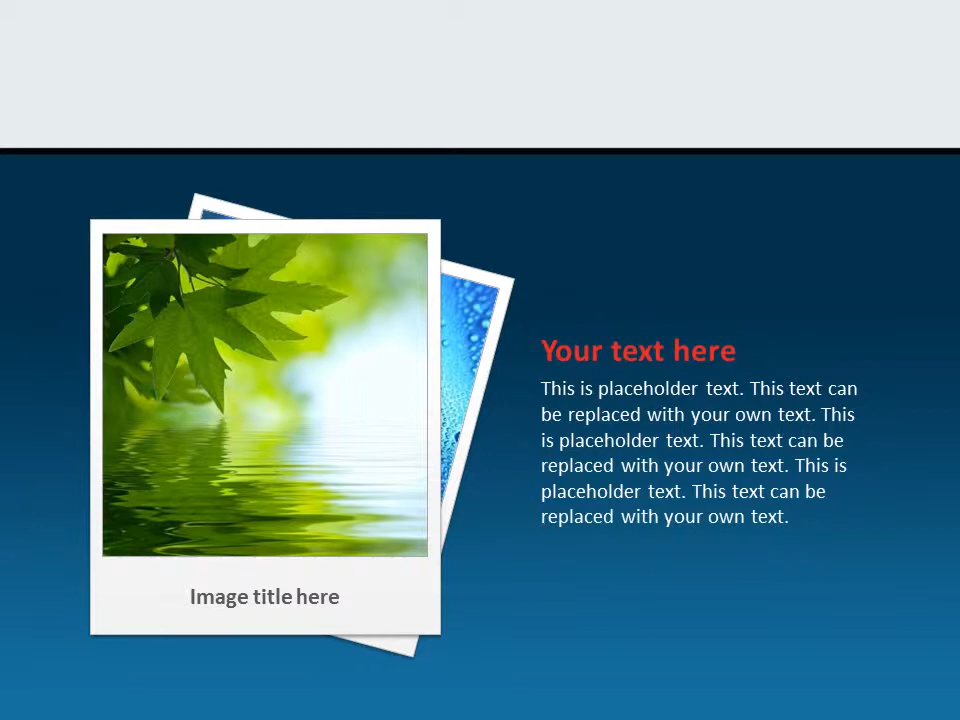 Your text here
This is placeholder text. This text can
be replaced with your own text. This
is placeholder text. This text can be
replaced with your own text. This is
placeholder text. This text can be
replaced with your own text.
Image title here